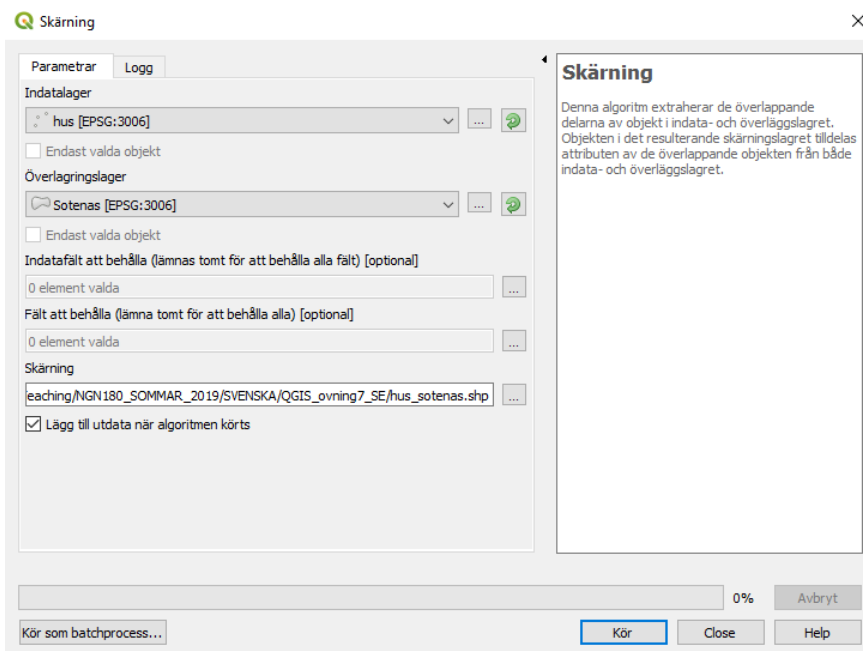 Skärning
Parametrar
Logg
Indatalager
hus [EPSG:3006]
...
Endast valda objekt
Överlagringslager
Sotenas [EPSG:3006]
...
Endast valda objekt
Indatafält att behålla (lämnas tomt för att behålla alla fält) [optional]
0 element valda
...
Fält att behålla (lämna tomt för att behålla alla) [optional]
0 element valda
...
Skärning
eaching/NGN180_SOMMAR_2019/SVENSKA/QGIS_ovning7_SE/hus_sotenas.shp
...
Lägg till utdata när algoritmen körts
Skärning
Denna algoritm extraherar de överlappande
delarna av objekt i indata- och överläggslagret.
Objekten i det resulterande skärningslagret tilldelas
attributen av de överlappande objekten från både
indata- och överläggslagret.
0%
Avbryt
Kör som batchprocess...
Kör
Close
Help